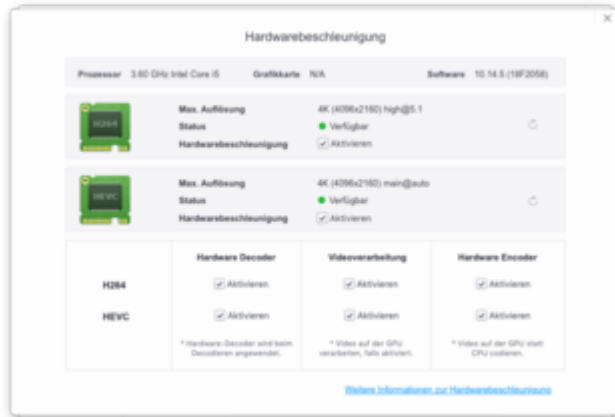 Hardwarebeschleunigung
Prozessor 3.60 GHz Intel Core i5 Grafikkarte N/A Software 10.14.5 (18F2058)
H264
Max. Auflösung 4K (4096x2160) high@5.1
Status Verfügbar
Hardwarebeschleunigung Aktivieren
HEVC
Max. Auflösung 4K (4096x2160) main@auto
Status Verfügbar
Hardwarebeschleunigung Aktivieren
Hardware Decoder Videoverarbeitung Hardware Encoder
H264 Aktivieren Aktivieren Aktivieren
HEVC Aktivieren Aktivieren Aktivieren
* Hardware-Decoder wird beim * Video auf der GPU * Video auf der GPU statt
Decodieren angewendet. verarbeiten, falls aktiviert. CPU codieren.
Weitere Informationen zur Hardwarebeschleunigung